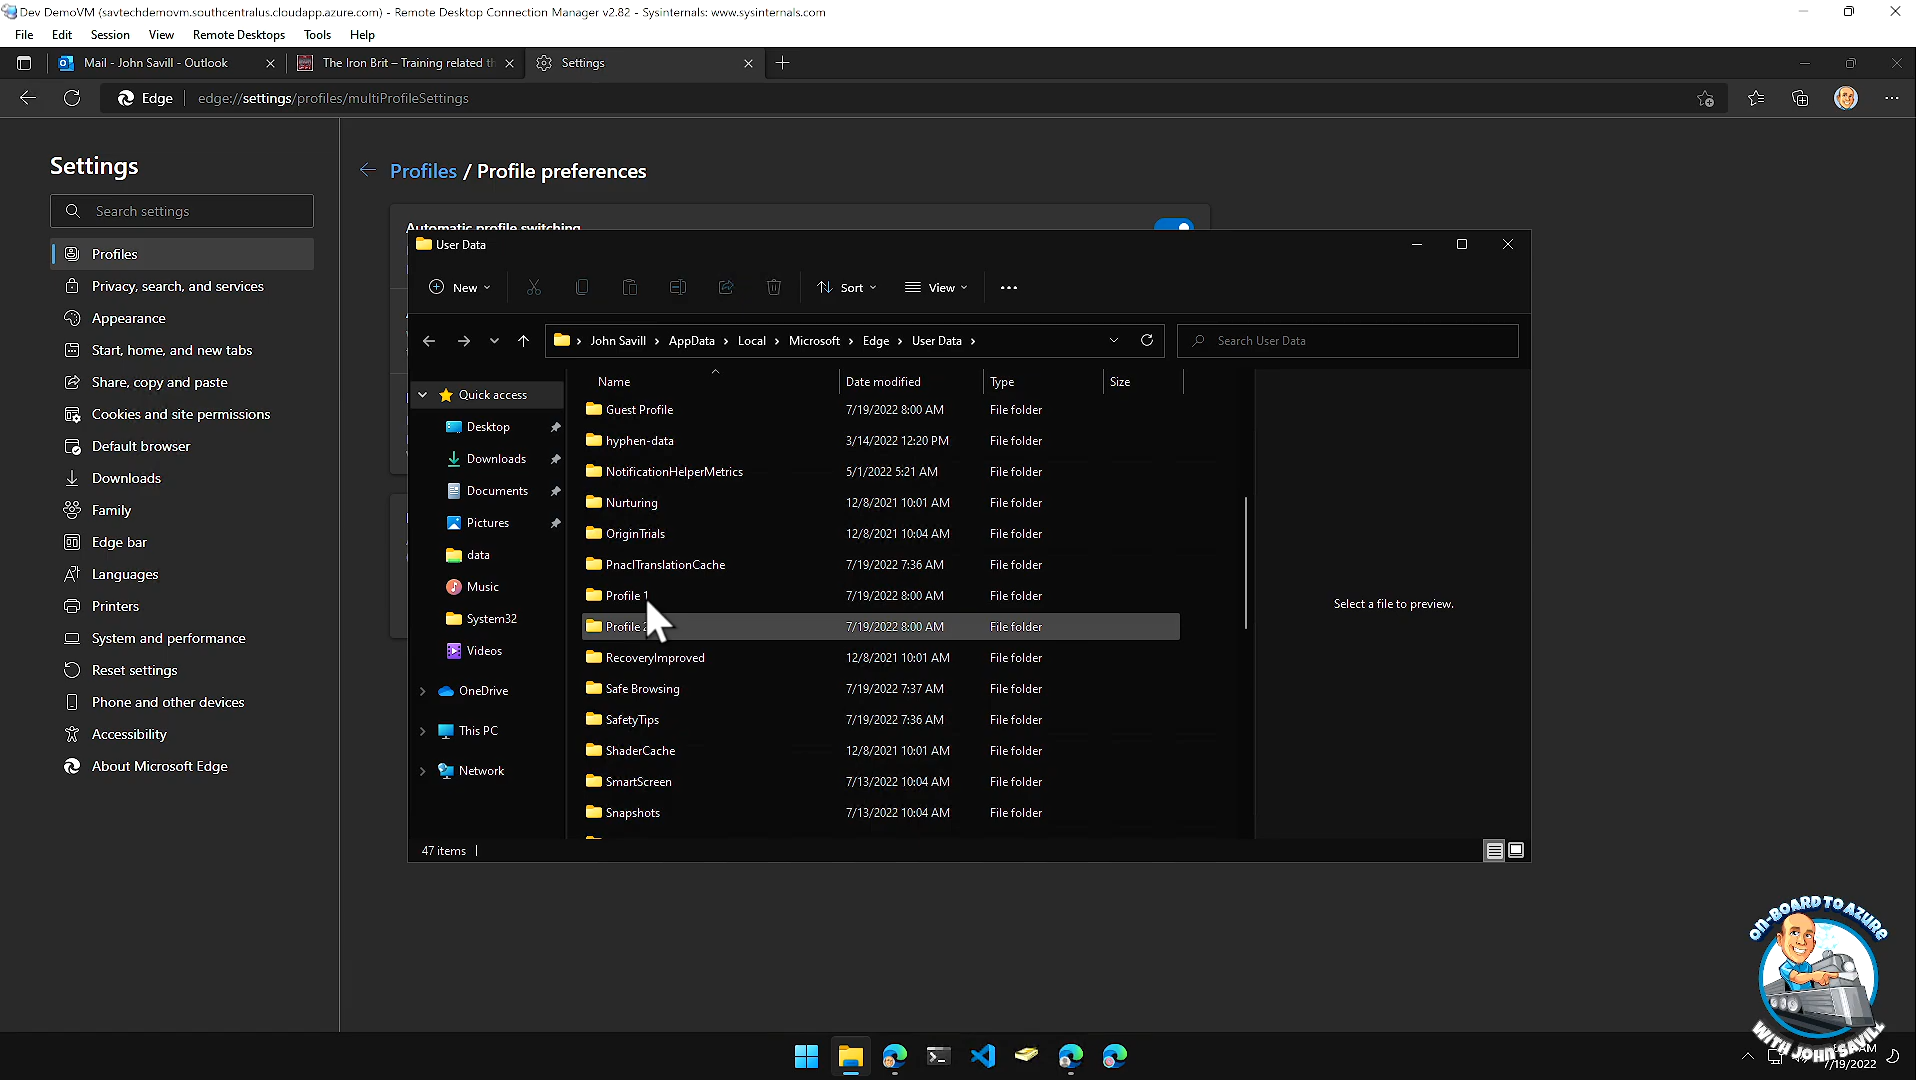 Dev DemoVM (savtechdemovm.southcentralus.cloudapp.azure.com) - Remote Desktop Connection Manager v2.82 - Sysinternals: www.sysinternals.com
File Edit Session View Remote Desktops Tools Help
Mail - John Savill - Outlook The Iron Brit – Training related th Settings
Edge edge://settings/profiles/multiProfileSettings
Settings
Search settings
Profiles
Privacy, search, and services
Appearance
Start, home, and new tabs
Share, copy and paste
Cookies and site permissions
Default browser
Downloads
Family
Edge bar
Languages
Printers
System and performance
Reset settings
Phone and other devices
Accessibility
About Microsoft Edge
Profiles / Profile preferences
Automatic profile switching
User Data
New Sort View
John Savill > AppData > Local > Microsoft > Edge > User Data >
Search User Data
Quick access
Desktop
Downloads
Documents
Pictures
data
Music
System32
Videos
OneDrive
This PC
Network
Name Date modified Type Size
Guest Profile 7/19/2022 8:00 AM File folder
hyphen-data 3/14/2022 12:20 PM File folder
NotificationHelperMetrics 5/1/2022 5:21 AM File folder
Nurturing 12/8/2021 10:01 AM File folder
OriginTrials 12/8/2021 10:04 AM File folder
PnaclTranslationCache 7/19/2022 7:36 AM File folder
Profile 1 7/19/2022 8:00 AM File folder
Profile 7/19/2022 8:00 AM File folder
RecoveryImproved 12/8/2021 10:01 AM File folder
Safe Browsing 7/19/2022 7:37 AM File folder
SafetyTips 7/19/2022 7:36 AM File folder
ShaderCache 12/8/2021 10:01 AM File folder
SmartScreen 7/13/2022 10:04 AM File folder
Snapshots 7/13/2022 10:04 AM File folder
Select a file to preview.
47 items
ON-BOARD TO AZURE
WITH JOHN SAVILL
AM
7/19/2022